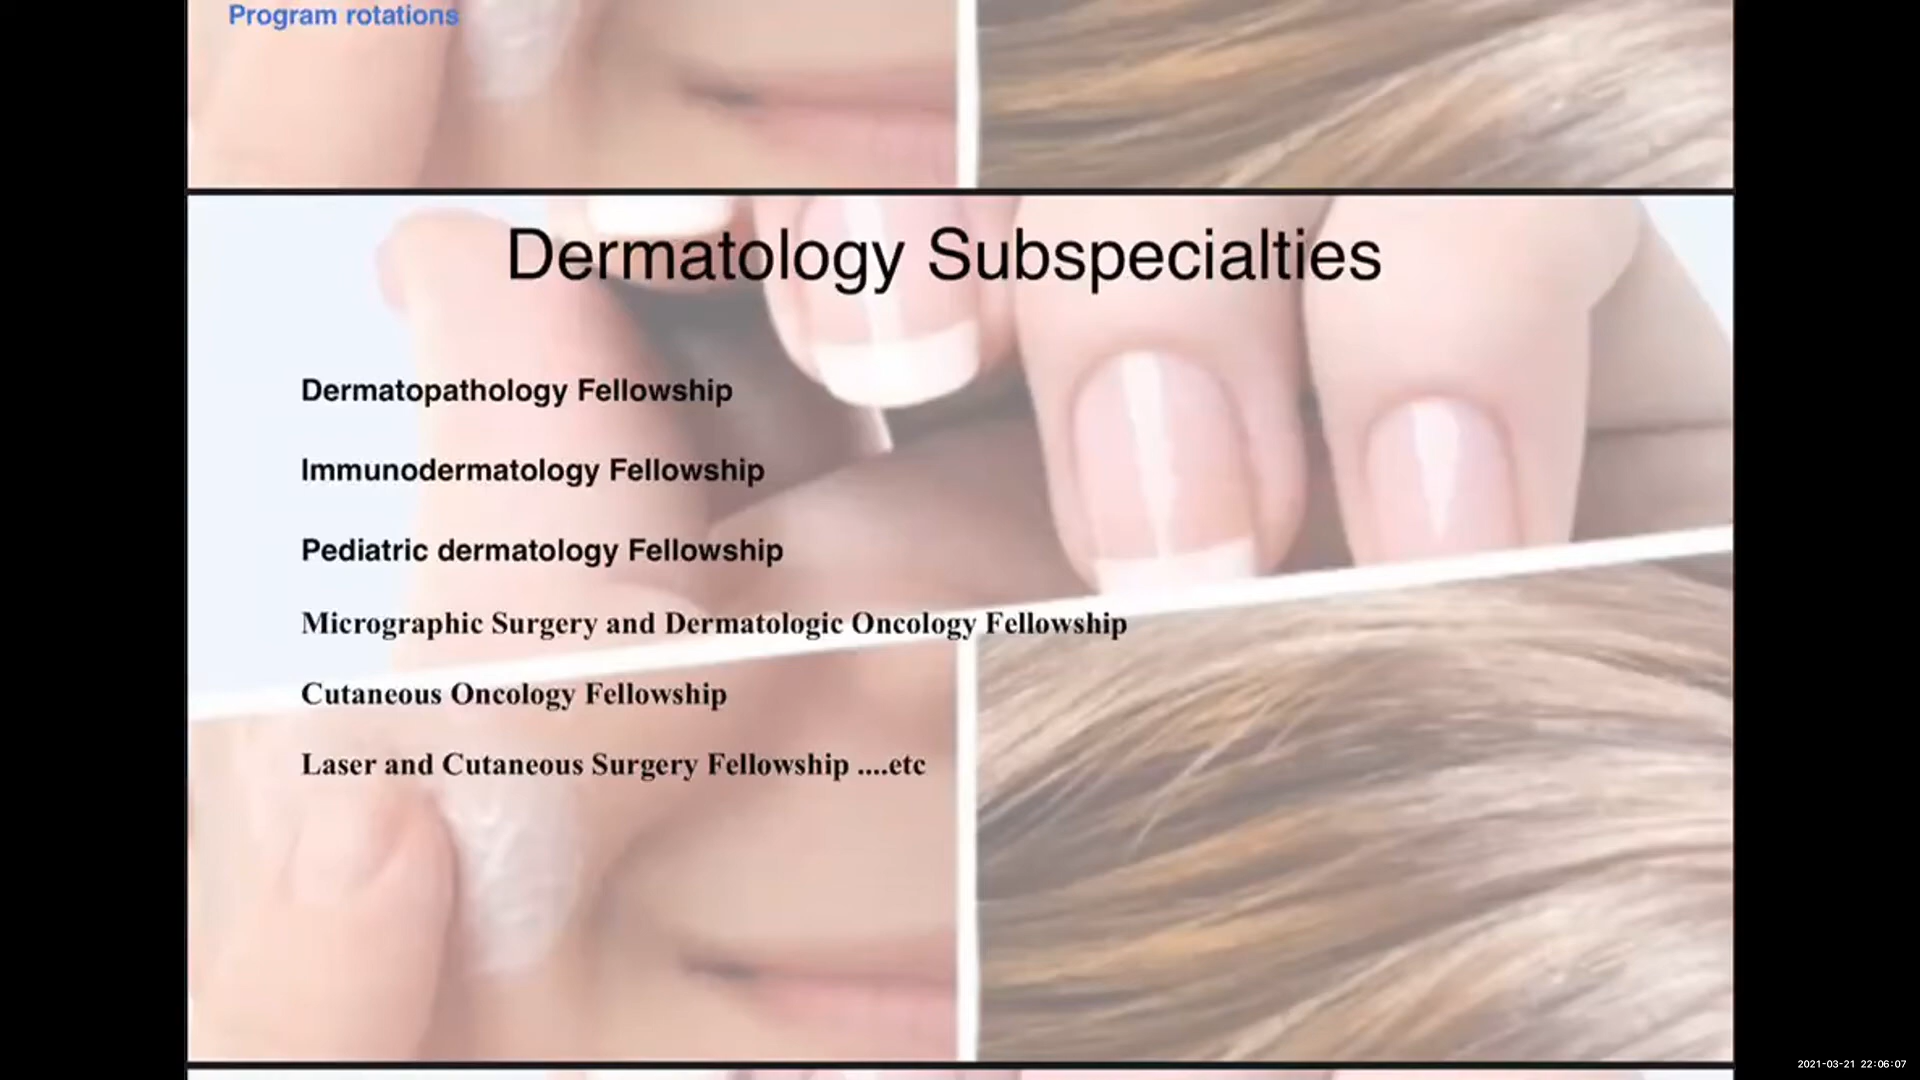 Program rotations
Dermatology Subspecialties
Dermatopathology Fellowship
Immunodermatology Fellowship
Pediatric dermatology Fellowship
Micrographic Surgery and Dermatologic Oncology Fellowship
Cutaneous Oncology Fellowship
Laser and Cutaneous Surgery Fellowship ....etc
2021-03-21 22:06:07